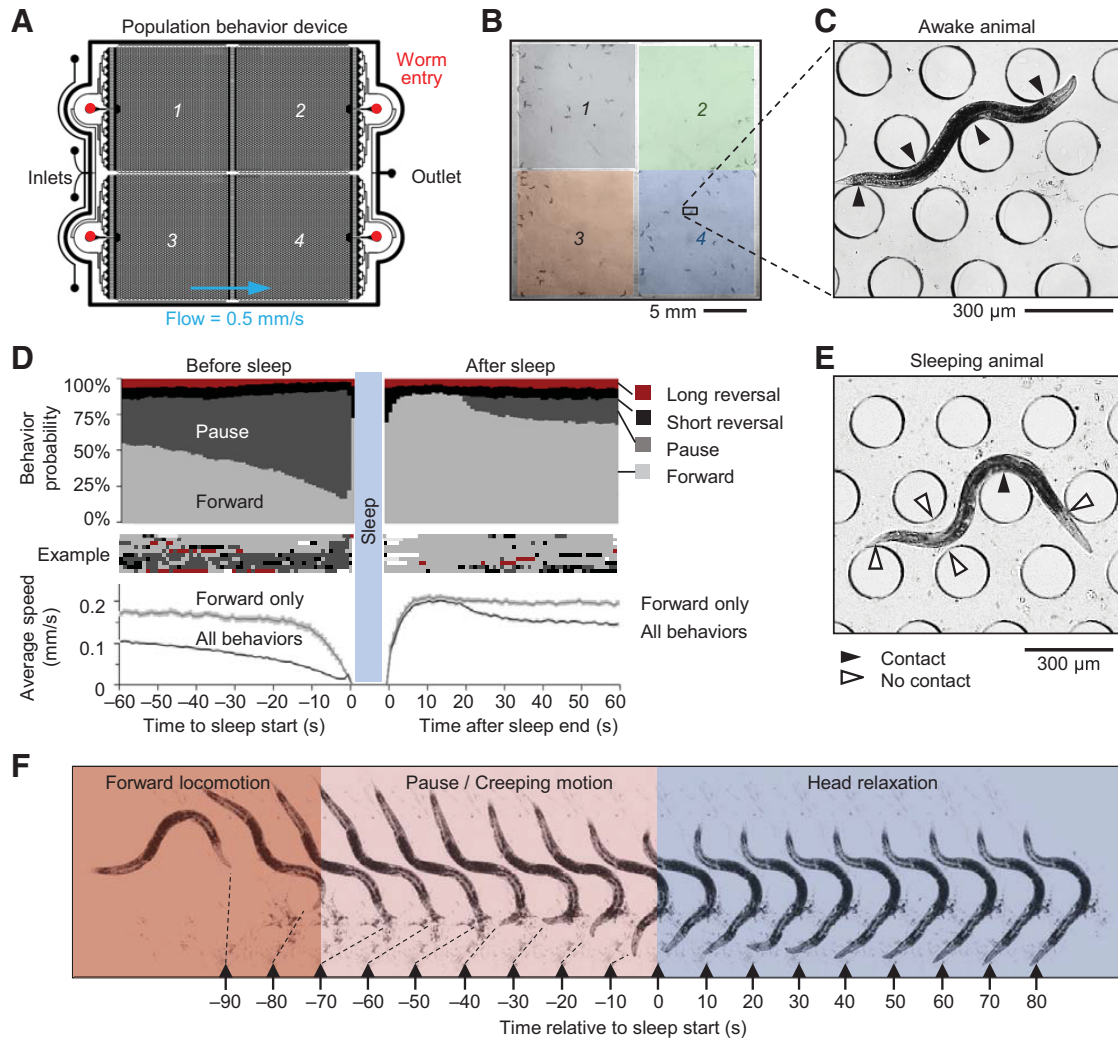 A
Population behavior device
Worm
entry
1
2
3
4
Inlets
Outlet
Flow = 0.5 mm/s
B
1
2
3
4
5 mm
C
Awake animal
300 µm
D
Before sleep
After sleep
100%
75%
50%
25%
0%
Behavior
probability
Pause
Forward
Sleep
Long reversal
Short reversal
Pause
Forward
Example
Average speed
(mm/s)
0.2
0.1
0
Forward only
All behaviors
Forward only
All behaviors
–60 –50 –40 –30 –20 –10 0
0 10 20 30 40 50 60
Time to sleep start (s)
Time after sleep end (s)
E
Sleeping animal
300 µm
Contact
No contact
F
Forward locomotion
Pause / Creeping motion
Head relaxation
–90 –80 –70 –60 –50 –40 –30 –20 –10 0 10 20 30 40 50 60 70 80
Time relative to sleep start (s)